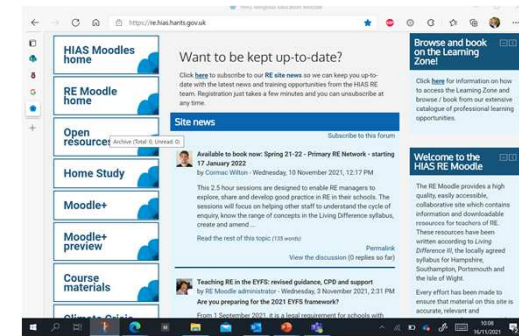 https://re.hias.hants.gov.uk
HIAS Moodles
home
RE Moodle
home
Open
resources
Archive (Total: 0, Unread: 0)
Home Study
Moodle+
Moodle+
preview
Course
materials
Climate Crisis
Want to be kept up-to-date?
Click here to subscribe to our RE site news so we can keep you up-to-
date with the latest news and training opportunities from the HIAS RE
team. Registration just takes a few minutes and you can unsubscribe at
any time.
Site news
Subscribe to this forum
Available to book now: Spring 21-22 - Primary RE Network - starting
17 January 2022
by Cormac Wilton - Wednesday, 10 November 2021, 12:17 PM
This 2.5 hour sessions are designed to enable RE managers to
explore, share and develop good practice in RE in their schools. The
sessions will focus on helping other staff to understand the cycle of
enquiry, know the range of concepts in the Living Difference syllabus,
create and amend ...
Read the rest of this topic (135 words)
Permalink
View the discussion (0 replies so far)
Teaching RE in the EYFS: revised guidance, CPD and support
by RE Moodle administrator - Wednesday, 3 November 2021, 2:31 PM
Are you preparing for the 2021 EYFS framework?
From 1 September 2021, it is a legal requirement for schools with
Browse and book
on the Learning
Zone!
Click here for information on how
to access the Learning Zone and
browse / book from our extensive
catalogue of professional learning
opportunities.
Welcome to the
HIAS RE Moodle
The RE Moodle provides a high
quality, easily accessible,
collaborative site which contains
information and downloadable
resources for teachers of RE.
These resources have been
written according to Living
Difference III, the locally agreed
syllabus for Hampshire,
Southampton, Portsmouth and
the Isle of Wight.
Every effort has been made to
ensure that material on this site is
accurate, relevant and
10:08
16/11/2021